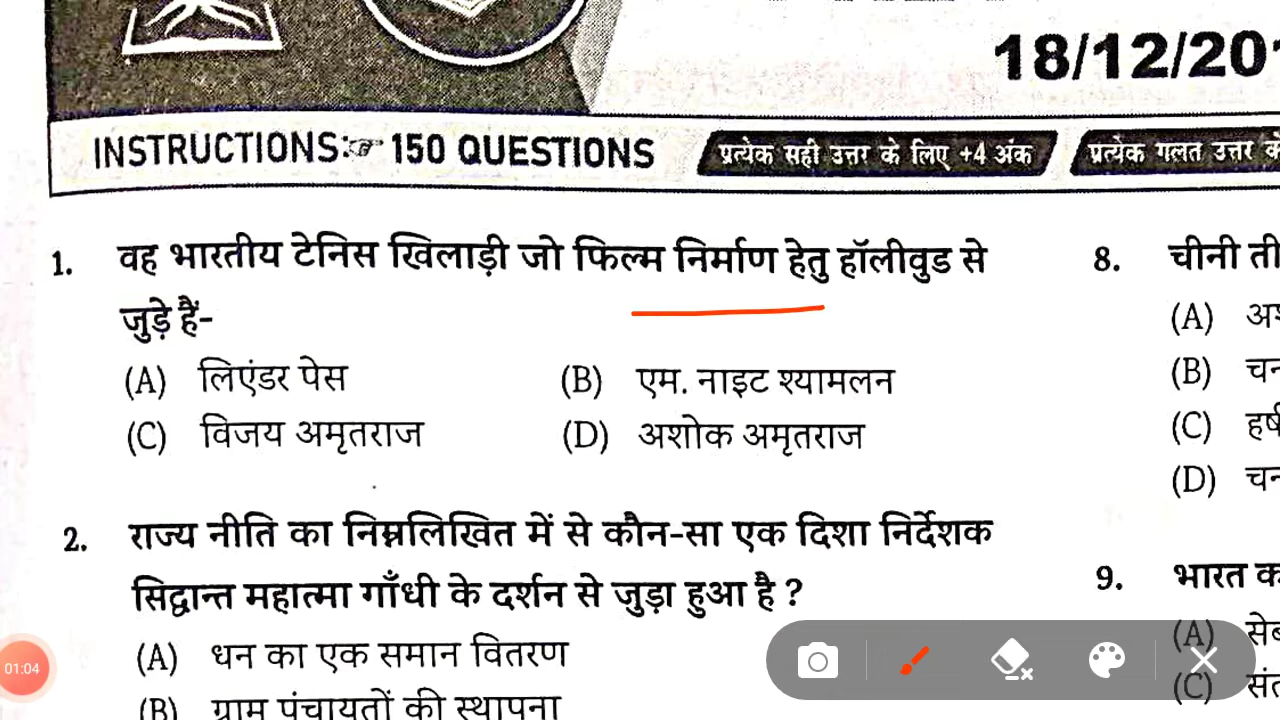 18/12/201
INSTRUCTIONS:☞ 150 QUESTIONS
प्रत्येक सही उत्तर के लिए +4 अंक
प्रत्येक गलत उत्तर के
1. वह भारतीय टेनिस खिलाड़ी जो फिल्म निर्माण हेतु हॉलीवुड से
जुड़े हैं-
(A) लिएंडर पेस (B) एम. नाइट श्यामलन
(C) विजय अमृतराज (D) अशोक अमृतराज
2. राज्य नीति का निम्नलिखित में से कौन-सा एक दिशा निर्देशक
सिद्वान्त महात्मा गाँधी के दर्शन से जुड़ा हुआ है ?
(A) धन का एक समान वितरण
(B) ग्राम पंचायतों की स्थापना
8. चीनी ती
(A)
(B)
(C)
(D)
9. भारत क
(A)
(C)
01:04